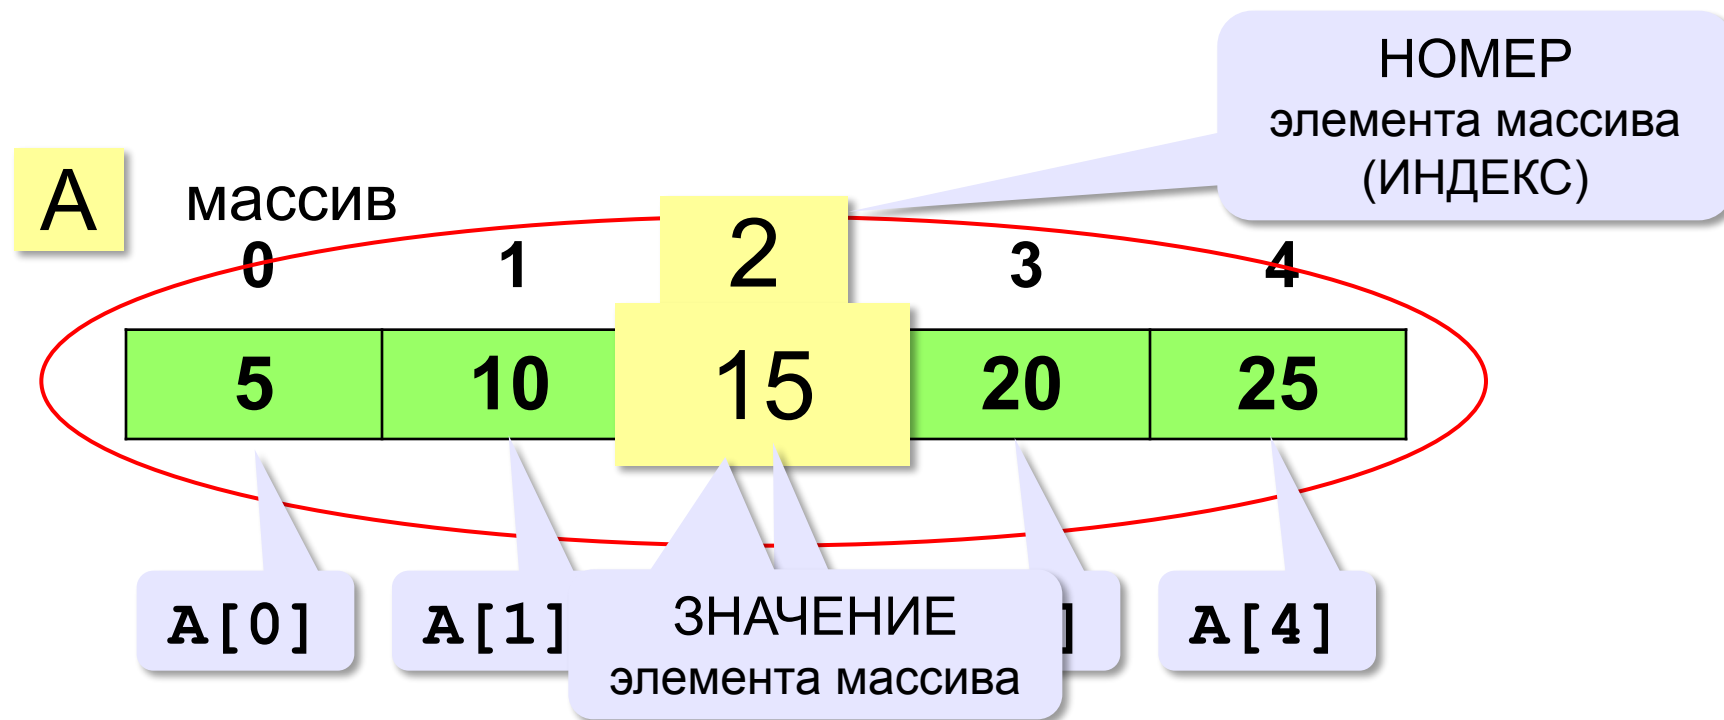 НОМЕР
элемента массива
(ИНДЕКС)
A массив
0 1 2 3 4
5 10 15 20 25
A[0] A[1] ] A[4]
ЗНАЧЕНИЕ
элемента массива